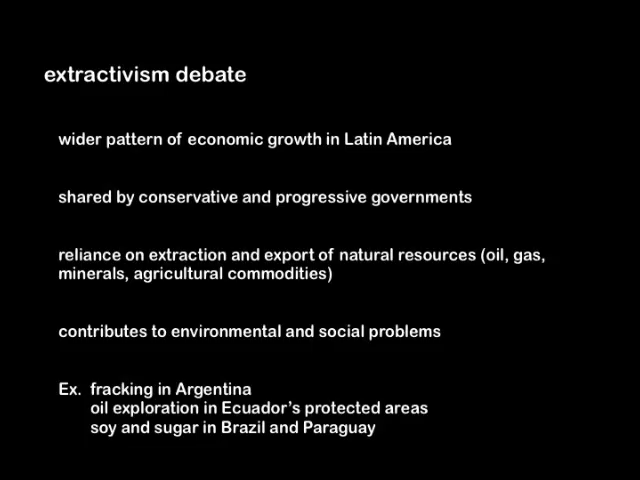 extractivism debate
wider pattern of economic growth in Latin America
shared by conservative and progressive governments
reliance on extraction and export of natural resources (oil, gas,
minerals, agricultural commodities)
contributes to environmental and social problems
Ex. fracking in Argentina
oil exploration in Ecuador’s protected areas
soy and sugar in Brazil and Paraguay